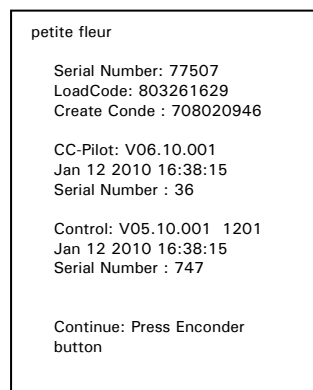 petite fleur
Serial Number: 77507
LoadCode: 803261629
Create Conde : 708020946
CC-Pilot: V06.10.001
Jan 12 2010 16:38:15
Serial Number : 36
Control: V05.10.001 1201
Jan 12 2010 16:38:15
Serial Number : 747
Continue: Press Enconder
button